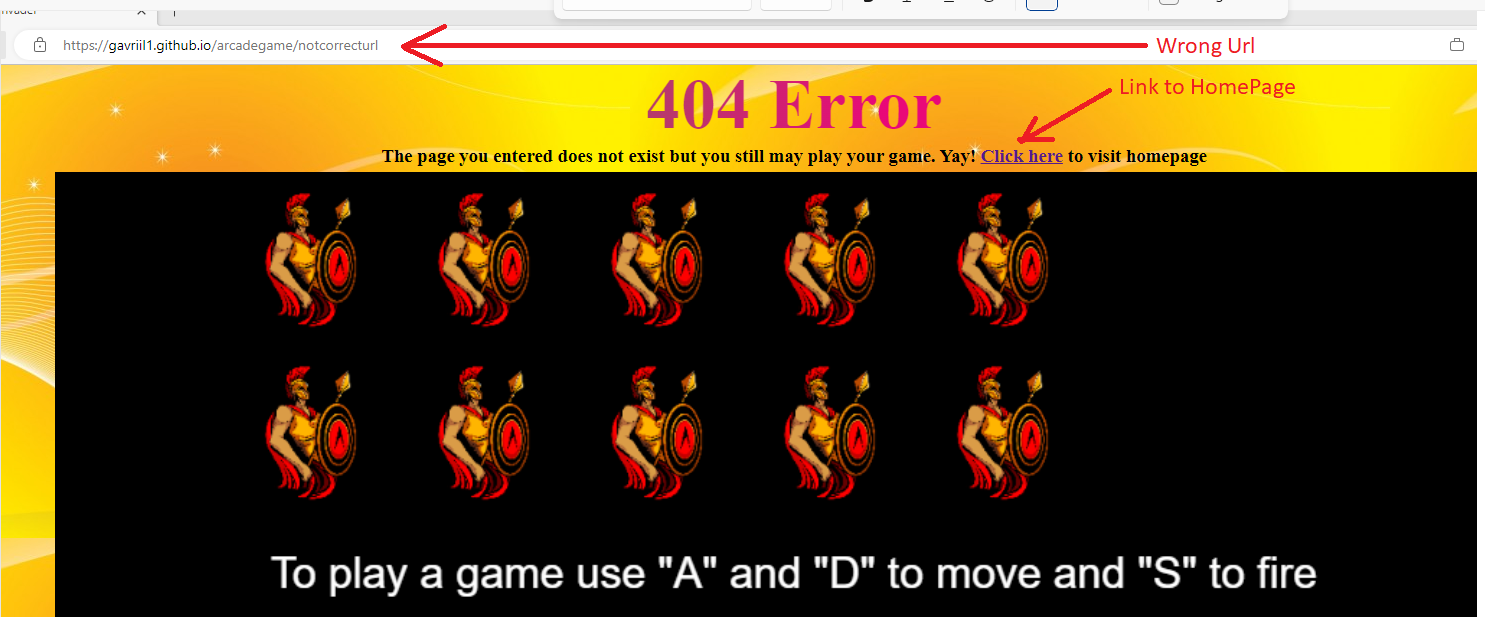 https://gavriil1.github.io/arcadegame/notcorrecturl
Wrong Url
Link to HomePage
404 Error
The page you entered does not exist but you still may play your game. Yay! Click here to visit homepage
To play a game use "A" and "D" to move and "S" to fire